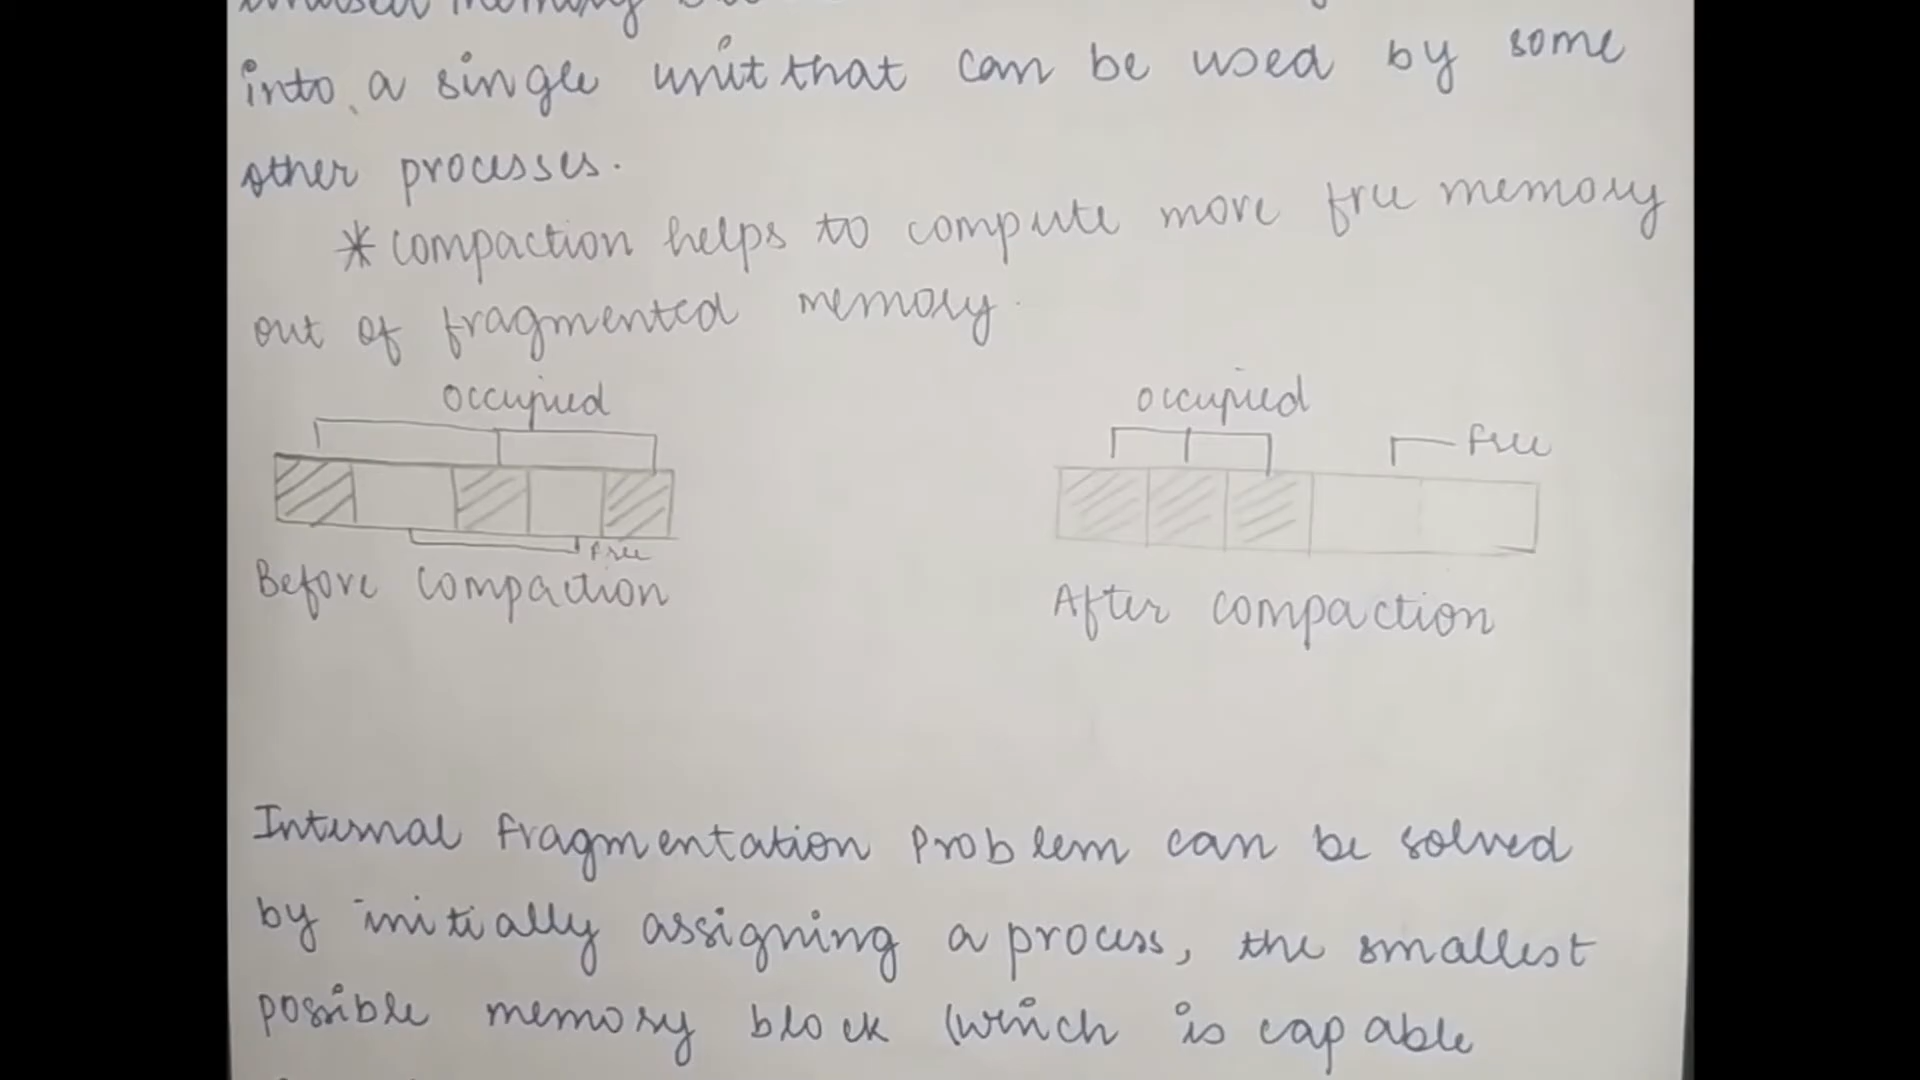 memory
into a single unit that can be used by some
other processes.
* compaction helps to compute more free memory
out of fragmented memory.
occupied
free
Before compaction
occupied
free
After compaction
Internal fragmentation problem can be solved
by initially assigning a process, the smallest
possible memory block (which is capable